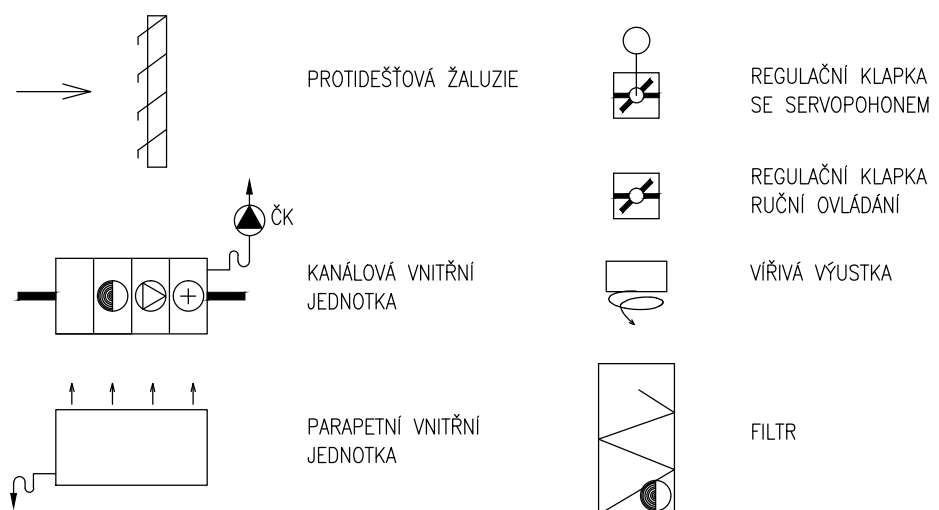 PROTIDEŠŤOVÁ ŽALUZIE
ČK
KANÁLOVÁ VNITŘNÍ
JEDNOTKA
PARAPETNÍ VNITŘNÍ
JEDNOTKA
REGULAČNÍ KLAPKA
SE SERVOPOHONEM
REGULAČNÍ KLAPKA
RUČNÍ OVLÁDÁNÍ
VÍŘIVÁ VÝUSTKA
FILTR